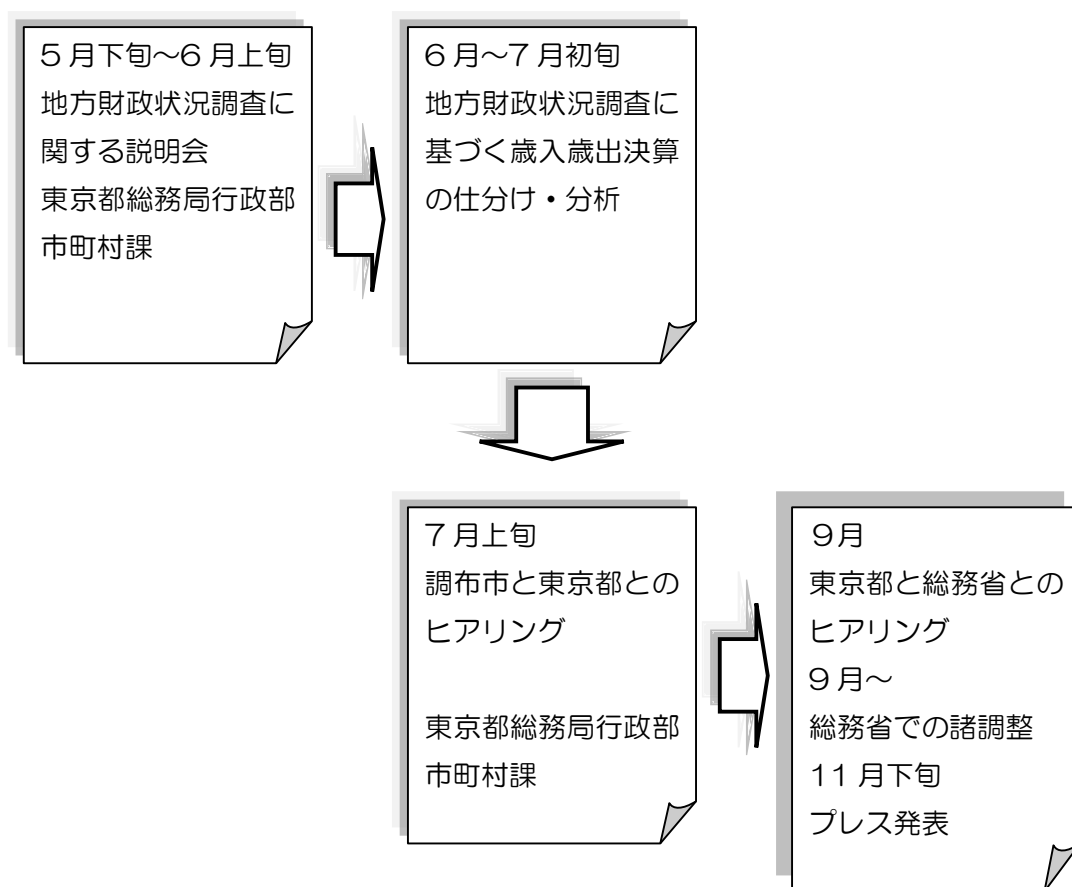 5月下旬～6月上旬
地方財政状況調査に
関する説明会
東京都総務局行政部
市町村課
6月～7月初旬
地方財政状況調査に
基づく歳入歳出決算
の仕分け・分析
7月上旬
調布市と東京都との
ヒアリング
東京都総務局行政部
市町村課
9月
東京都と総務省との
ヒアリング
9月～
総務省での諸調整
11月下旬
プレス発表